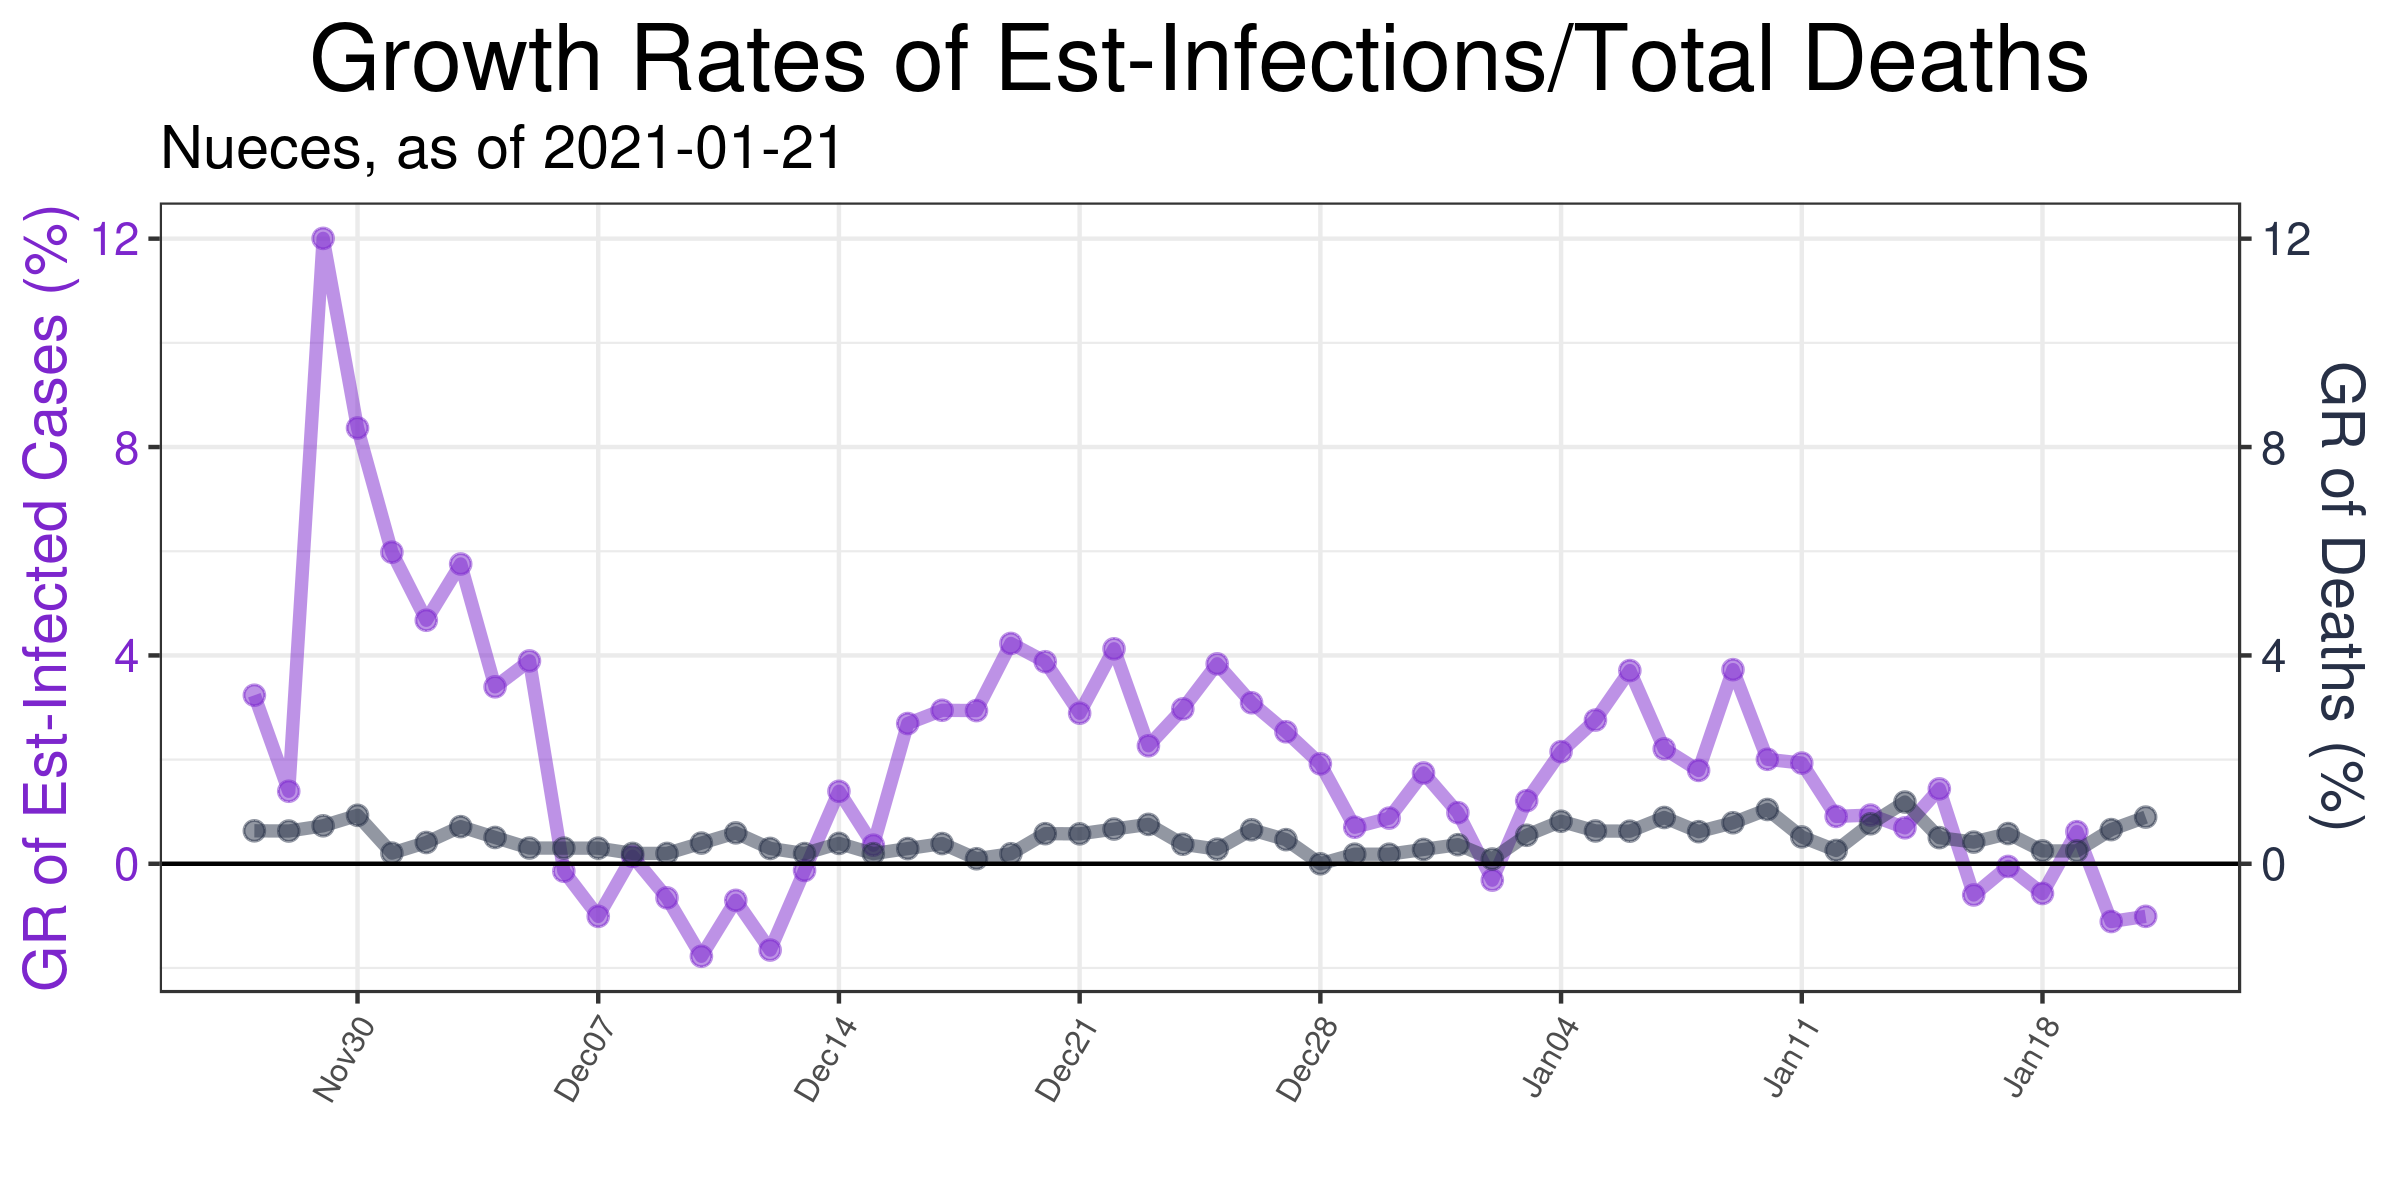 Growth Rates of Est-Infections/Total Deaths
Nueces, as of 2021-01-21
GR of Est-Infected Cases (%)
12
8
4
0
12
8
4
0
GR of Deaths (%)
Nov30
Dec07
Dec14
Dec21
Dec28
Jan04
Jan11
Jan18